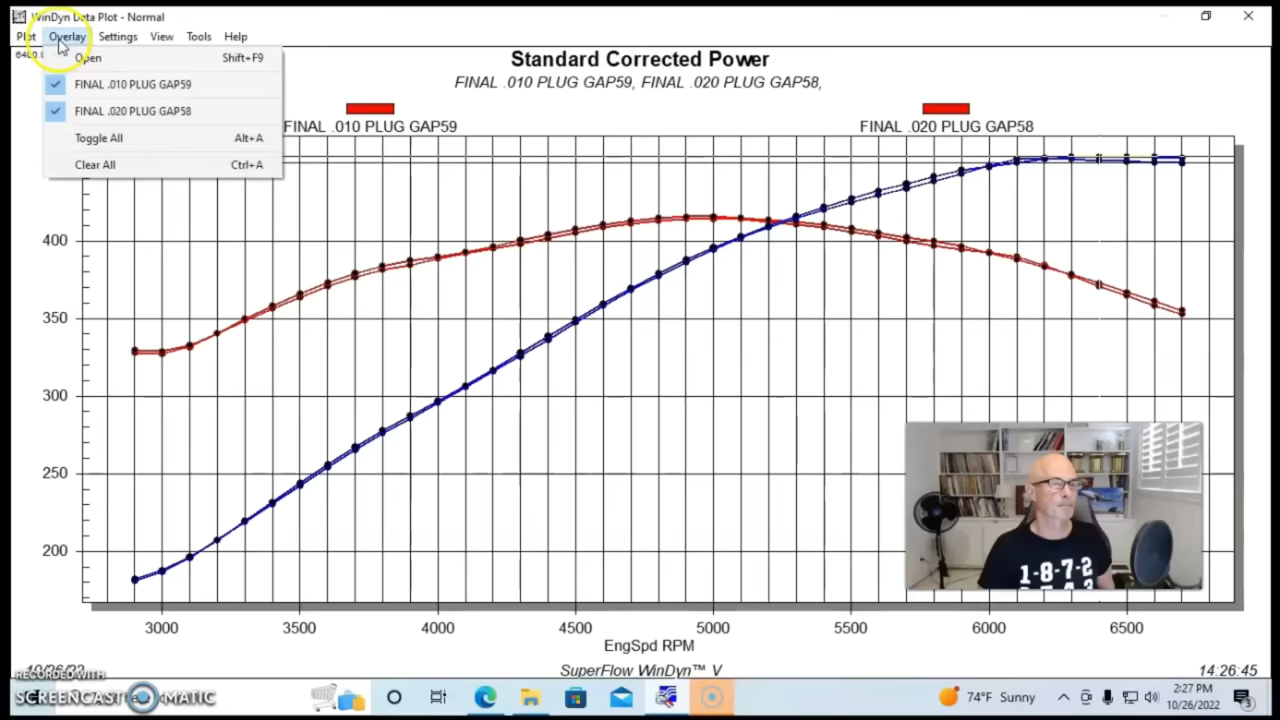 WinDyn Data Plot - Normal
Plot Overlay Settings View Tools Help
Open Shift+F9
FINAL .010 PLUG GAP59
FINAL .020 PLUG GAP58
Toggle All Alt+A
Clear All Ctrl+A
Standard Corrected Power
FINAL .010 PLUG GAP59, FINAL .020 PLUG GAP58,
FINAL .010 PLUG GAP59 FINAL .020 PLUG GAP58
400
350
300
250
200
3000 3500 4000 4500 5000 5500 6000 6500
EngSpd RPM
1-8-7-2
SuperFlow WinDyn™ V
14:26:45
RECORDED WITH
SCREENCAST MATIC
74°F Sunny
2:27 PM
10/26/2022
3